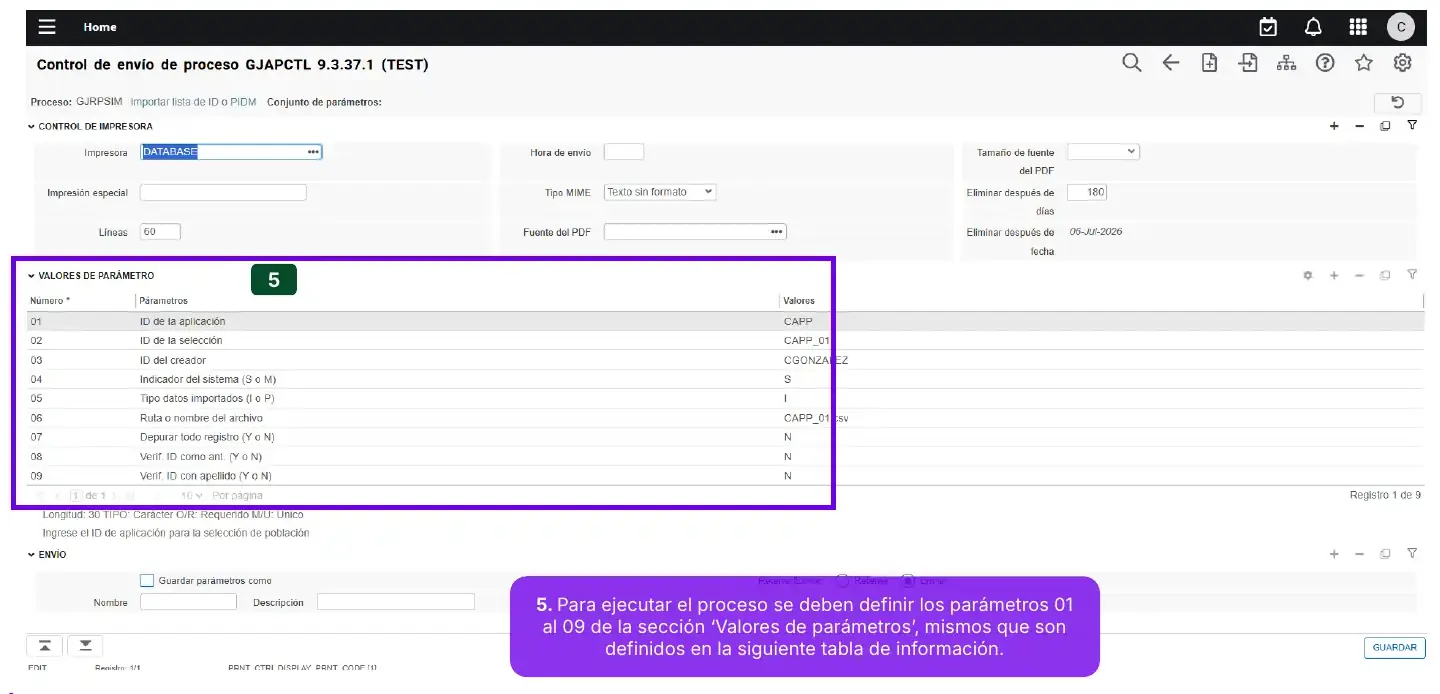 Home
C
Control de envío de proceso GJAPCTL 9.3.37.1 (TEST)
Proceso: GJRPSIM Importar lista de ID o PIDM Conjunto de parámetros:
CONTROL DE IMPRESORA
Impresora DATABASE ••• Hora de envío Tamaño de fuente del PDF
Impresión especial Tipo MIME Texto sin formato Eliminar después de días 180
Líneas 60 Fuente del PDF ••• Eliminar después de fecha 06-Jul-2026
VALORES DE PARÁMETRO
5
Número * Párametros Valores
01 ID de la aplicación CAPP
02 ID de la selección CAPP_01
03 ID del creador CGONZALEZ
04 Indicador del sistema (S o M) S
05 Tipo datos importados (I o P) I
06 Ruta o nombre del archivo CAPP_01.csv
07 Depurar todo registro (Y o N) N
08 Verif. ID como ant. (Y o N) N
09 Verif. ID con apellido (Y o N) N
1 de 1 10 Por página Registro 1 de 9
Longitud: 30 TIPO: Carácter O/R: Requerido M/U: Único
Ingrese el ID de aplicación para la selección de población
ENVÍO
Guardar parámetros como
Nombre Descripción
5. Para ejecutar el proceso se deben definir los parámetros 01
al 09 de la sección ‘Valores de parámetros’, mismos que son
definidos en la siguiente tabla de información.
GUARDAR
EDIT Registro: 1/1 PRNT_CTRL_DISPLAY_PRNT_CODE [1]